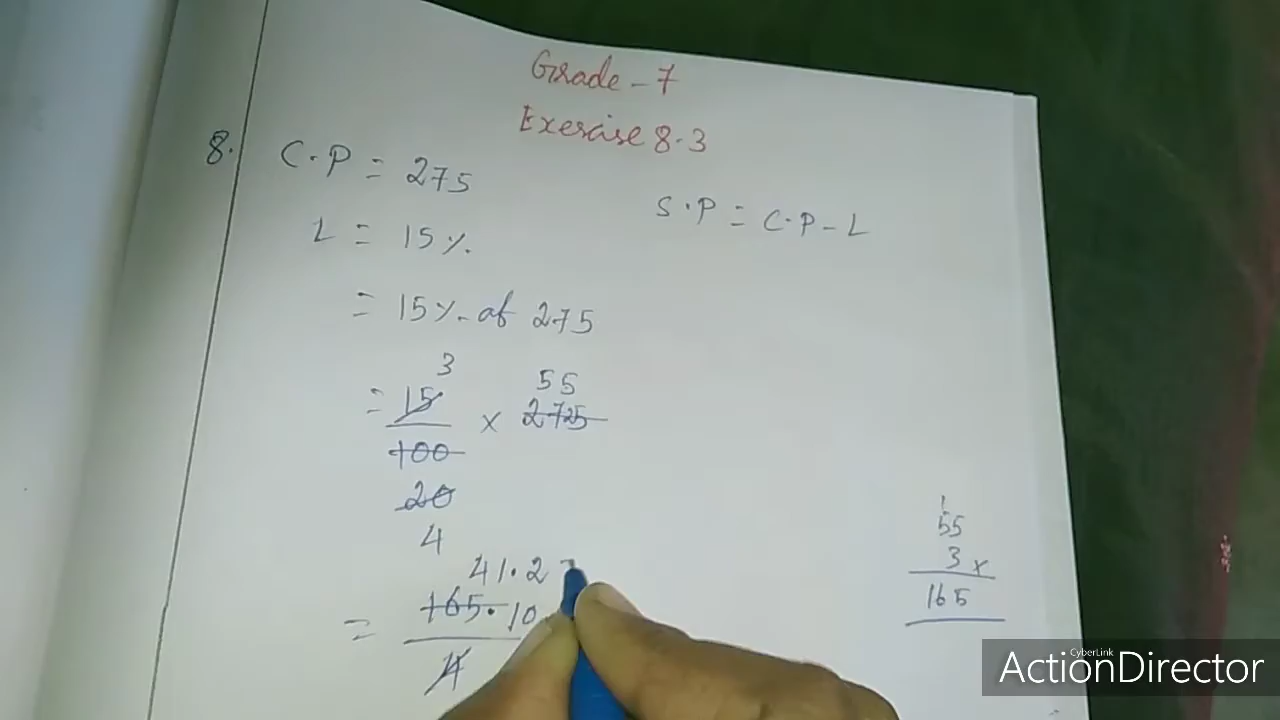 Grade - 7
Exercise 8.3
8. C.P = 275
S.P = C.P - L
L = 15%
= 15% of 275
3 55
= 15 × 275
100
20
4
41.2
= 165.10
4
1
55
3 ×
165
CyberLink
ActionDirector